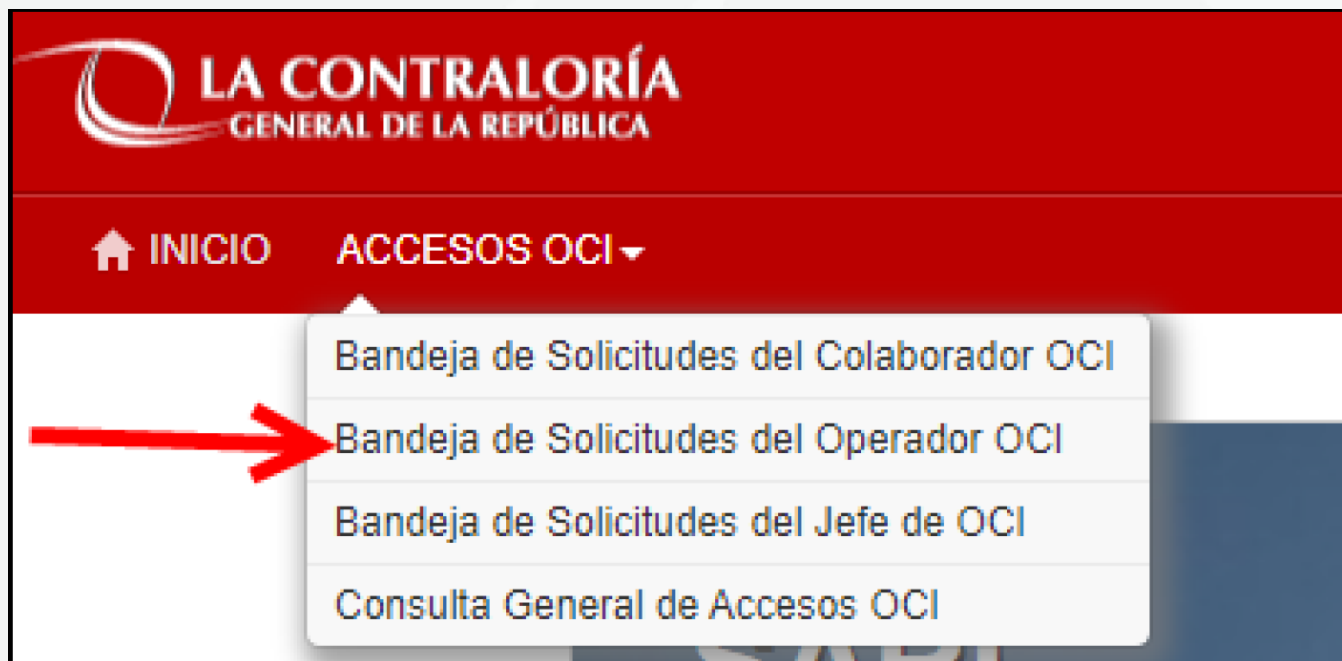 LA CONTRALORÍA
GENERAL DE LA REPÚBLICA
INICIO ACCESOS OCI
Bandeja de Solicitudes del Colaborador OCI
Bandeja de Solicitudes del Operador OCI
Bandeja de Solicitudes del Jefe de OCI
Consulta General de Accesos OCI